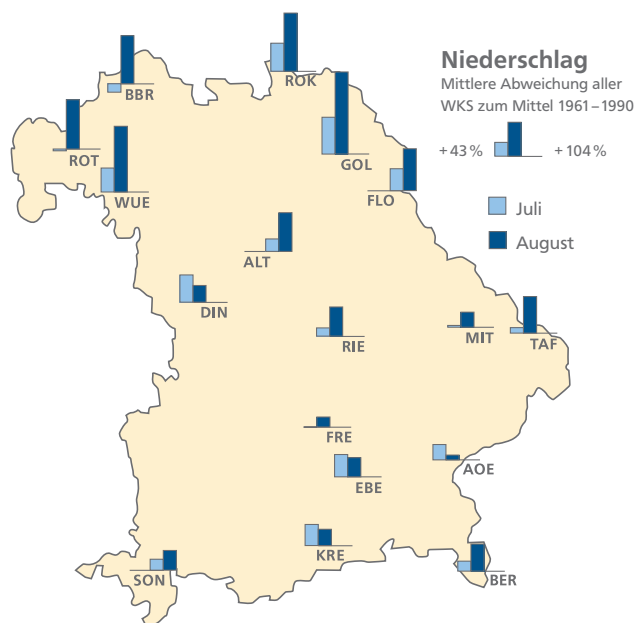 Niederschlag
Mittlere Abweichung aller
WKS zum Mittel 1961–1990
+43% +104%
Juli
August
ROK
BBR
ROT
GOL
WUE
FLO
ALT
DIN
RIE
MIT
TAF
FRE
AOE
EBE
KRE
SON
BER